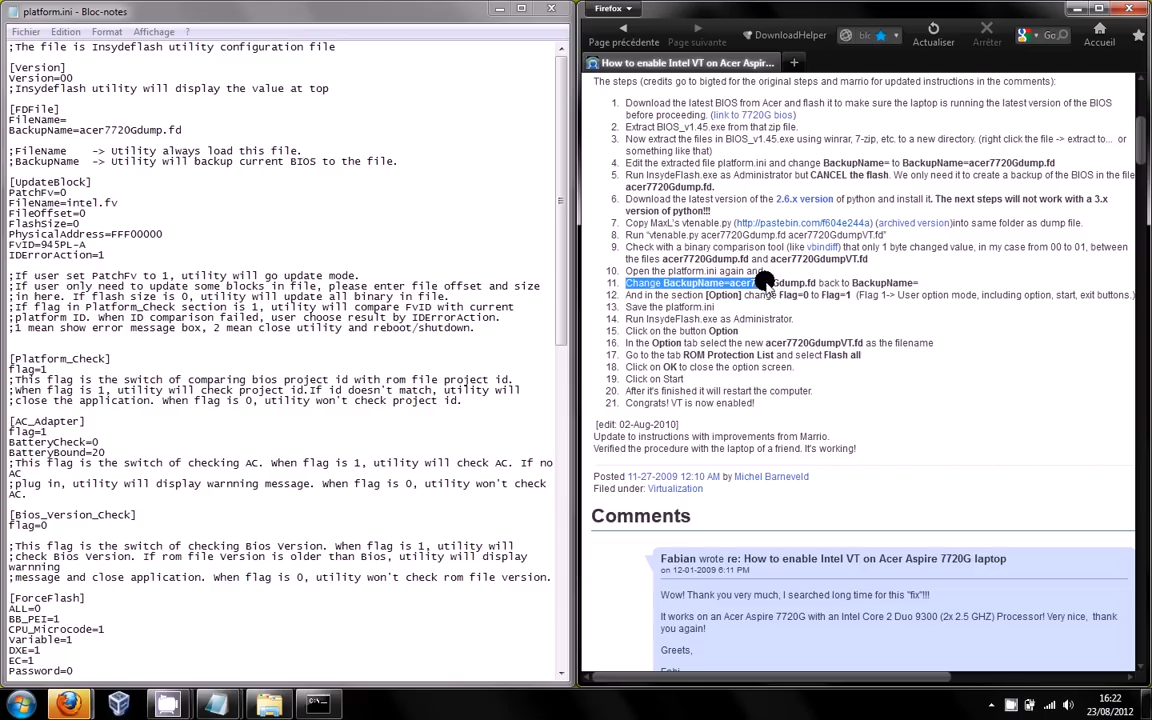 platform.ini - Bloc-notes
Fichier Edition Format Affichage ?
;The file is Insydeflash utility configuration file
[Version]
Version=00
;Insydeflash utility will display the value at top
[FDFile]
FileName=
BackupName=acer7720Gdump.fd
;FileName -> Utility always load this file.
;BackupName -> Utility will backup current BIOS to the file.
[UpdateBlock]
PatchFv=0
FileName=intel.fv
FileOffset=0
FlashSize=0
PhysicalAddress=FFF00000
FvID=945PL-A
IDErrorAction=1
;If user set PatchFv to 1, utility will go update mode.
;If user only need to update some blocks in file, please enter file offset and size
;in here. If flash size is 0, utility will update all binary in file.
;If flag in Platform_Check section is 1, utility will compare FvID with current
;platform ID. When ID comparison failed, user choose result by IDErrorAction.
;1 mean show error message box, 2 mean close utility and reboot/shutdown.
[Platform_Check]
flag=1
;This flag is the switch of comparing bios project id with rom file project id.
;When flag is 1, utility will check project id.If id doesn't match, utility will
;close the application. When flag is 0, utility won't check project id.
[AC_Adapter]
flag=1
BatteryCheck=0
BatteryBound=20
;This flag is the switch of checking AC. When flag is 1, utility will check AC. If no
AC
;plug in, utility will display warnning message. When flag is 0, utility won't check
AC.
[Bios_Version_Check]
flag=0
;This flag is the switch of checking Bios Version. When flag is 1, utility will
;check Bios Version. If rom file Version is older than Bios, utility will display
warnning
;message and close application. When flag is 0, utility won't check rom file version.
[ForceFlash]
ALL=0
BB_PEI=1
CPU_Microcode=1
Variable=1
DXE=1
EC=1
Password=0
Firefox
Page précédente Page suivante DownloadHelper Actualiser Arrêter Accueil
How to enable Intel VT on Acer Aspir...
The steps (credits go to bigted for the original steps and marrio for updated instructions in the comments):
1. Download the latest BIOS from Acer and flash it to make sure the laptop is running the latest version of the BIOS
before proceeding. (link to 7720G bios)
2. Extract BIOS_v1.45.exe from that zip file.
3. Now extract the files in BIOS_v1.45.exe using winrar, 7-zip, etc. to a new directory. (right click the file -> extract to... or
something like that)
4. Edit the extracted file platform.ini and change BackupName= to BackupName=acer7720Gdump.fd
5. Run InsydeFlash.exe as Administrator but CANCEL the flash. We only need it to create a backup of the BIOS in the file
acer7720Gdump.fd.
6. Download the latest version of the 2.6.x version of python and install it. The next steps will not work with a 3.x
version of python!!!
7. Copy MaxL's vtenable.py (http://pastebin.com/f604e244a) (archived version)into same folder as dump file.
8. Run "vtenable.py acer7720Gdump.fd acer7720GdumpVT.fd"
9. Check with a binary comparison tool (like vbindiff) that only 1 byte changed value, in my case from 00 to 01, between
the files acer7720Gdump.fd and acer7720GdumpVT.fd
10. Open the platform.ini again and
11. Change BackupName=acer7 Gdump.fd back to BackupName=
12. And in the section [Option] change Flag=0 to Flag=1 (Flag 1-> User option mode, including option, start, exit buttons.)
13. Save the platform.ini
14. Run InsydeFlash.exe as Administrator.
15. Click on the button Option
16. In the Option tab select the new acer7720GdumpVT.fd as the filename
17. Go to the tab ROM Protection List and select Flash all
18. Click on OK to close the option screen.
19. Click on Start
20. After it's finished it will restart the computer.
21. Congrats! VT is now enabled!
[edit: 02-Aug-2010]
Update to instructions with improvements from Marrio.
Verified the procedure with the laptop of a friend. It's working!
Posted 11-27-2009 12:10 AM by Michel Barneveld
Filed under: Virtualization
Comments
Fabian wrote re: How to enable Intel VT on Acer Aspire 7720G laptop
on 12-01-2009 6:11 PM
Wow! Thank you very much, I searched long time for this "fix"!!!
It works on an Acer Aspire 7720G with an Intel Core 2 Duo 9300 (2x 2.5 GHZ) Processor! Very nice, thank
you again!
Greets,
16:22
23/08/2012